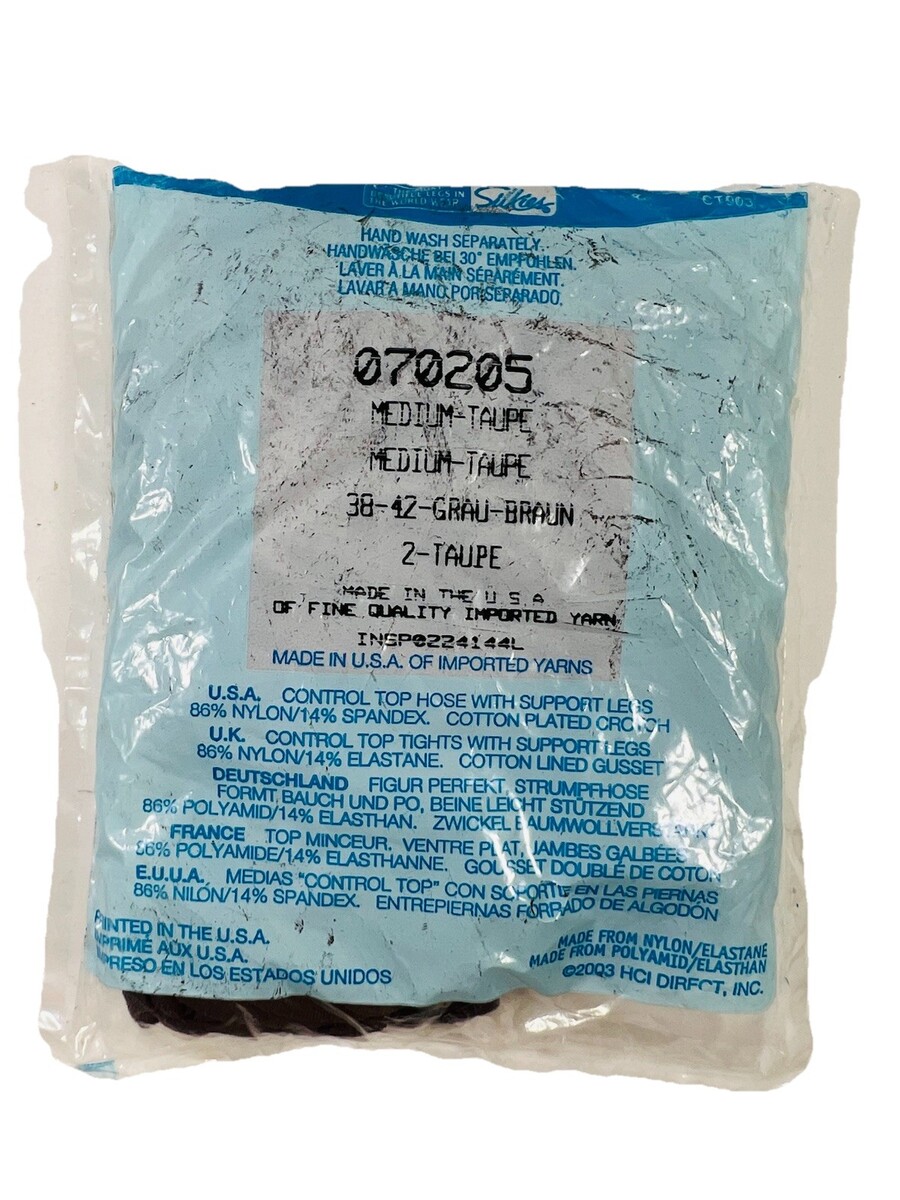 LEGS IN
THE WORLD WEAR
Silkies
CT903
HAND WASH SEPARATELY.
HANDWÄSCHE BEI 30° EMPFOHLEN.
LAVER À LA MAIN SÉPARÉMENT.
LAVAR A MANO POR SEPARADO.
070205
MEDIUM-TAUPE
MEDIUM-TAUPE
38-42-GRAU-BRAUN
2-TAUPE
MADE IN THE U S A
OF FINE QUALITY IMPORTED YARN
INSP0224144L
MADE IN U.S.A. OF IMPORTED YARNS
U.S.A. CONTROL TOP HOSE WITH SUPPORT LEGS
86% NYLON/14% SPANDEX. COTTON PLATED CROTCH
U.K. CONTROL TOP TIGHTS WITH SUPPORT LEGS
86% NYLON/14% ELASTANE. COTTON LINED GUSSET
DEUTSCHLAND FIGUR PERFEKT, STRUMPFHOSE
FORMT, BAUCH UND PO, BEINE LEICHT STÜTZEND
86% POLYAMID/14% ELASTHAN. ZWICKEL
FRANCE TOP MINCEUR. VENTRE PLAT, JAMBES GALBÉES
86% POLYAMIDE/14% ELASTHANNE. GOUSSET DOUBLÉ DE COTON
E.U.U.A. MEDIAS "CONTROL TOP" CON SOPORTE EN LAS PIERNAS
86% NILÓN/14% SPANDEX. ENTREPIERNAS FORRADO DE ALGODÓN
PRINTED IN THE U.S.A.
IMPRIMÉ AUX U.S.A.
IMPRESO EN LOS ESTADOS UNIDOS
MADE FROM NYLON/ELASTANE
MADE FROM POLYAMID/ELASTHAN
©2003 HCI DIRECT, INC.